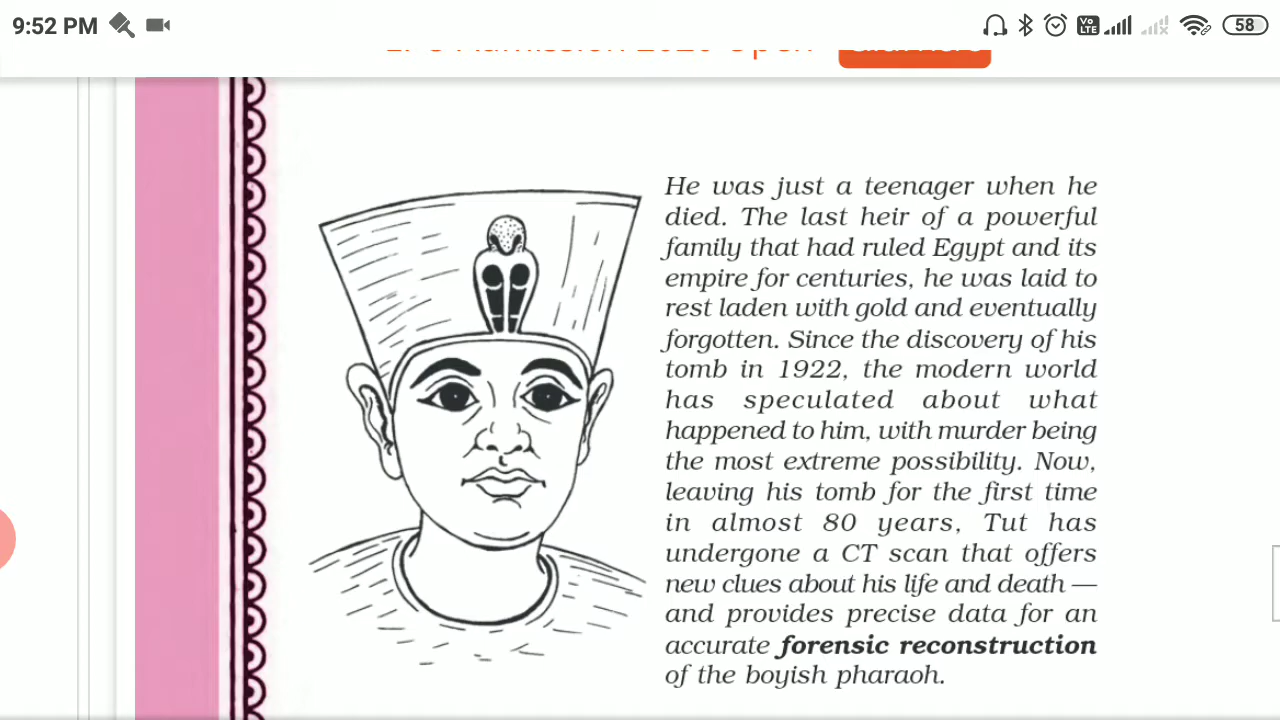 9:52 PM
Vo LTE
58
He was just a teenager when he
died. The last heir of a powerful
family that had ruled Egypt and its
empire for centuries, he was laid to
rest laden with gold and eventually
forgotten. Since the discovery of his
tomb in 1922, the modern world
has speculated about what
happened to him, with murder being
the most extreme possibility. Now,
leaving his tomb for the first time
in almost 80 years, Tut has
undergone a CT scan that offers
new clues about his life and death —
and provides precise data for an
accurate forensic reconstruction
of the boyish pharaoh.